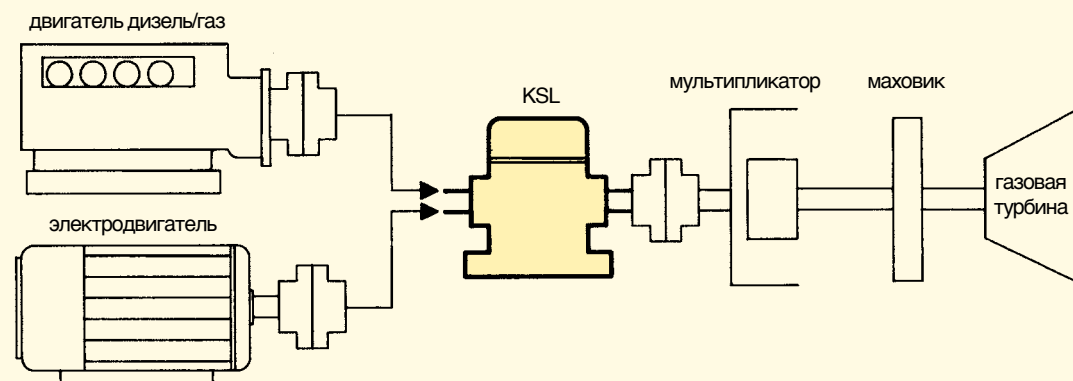 двигатель дизель/газ
KSL
мультипликатор
маховик
газовая
турбина
электродвигатель